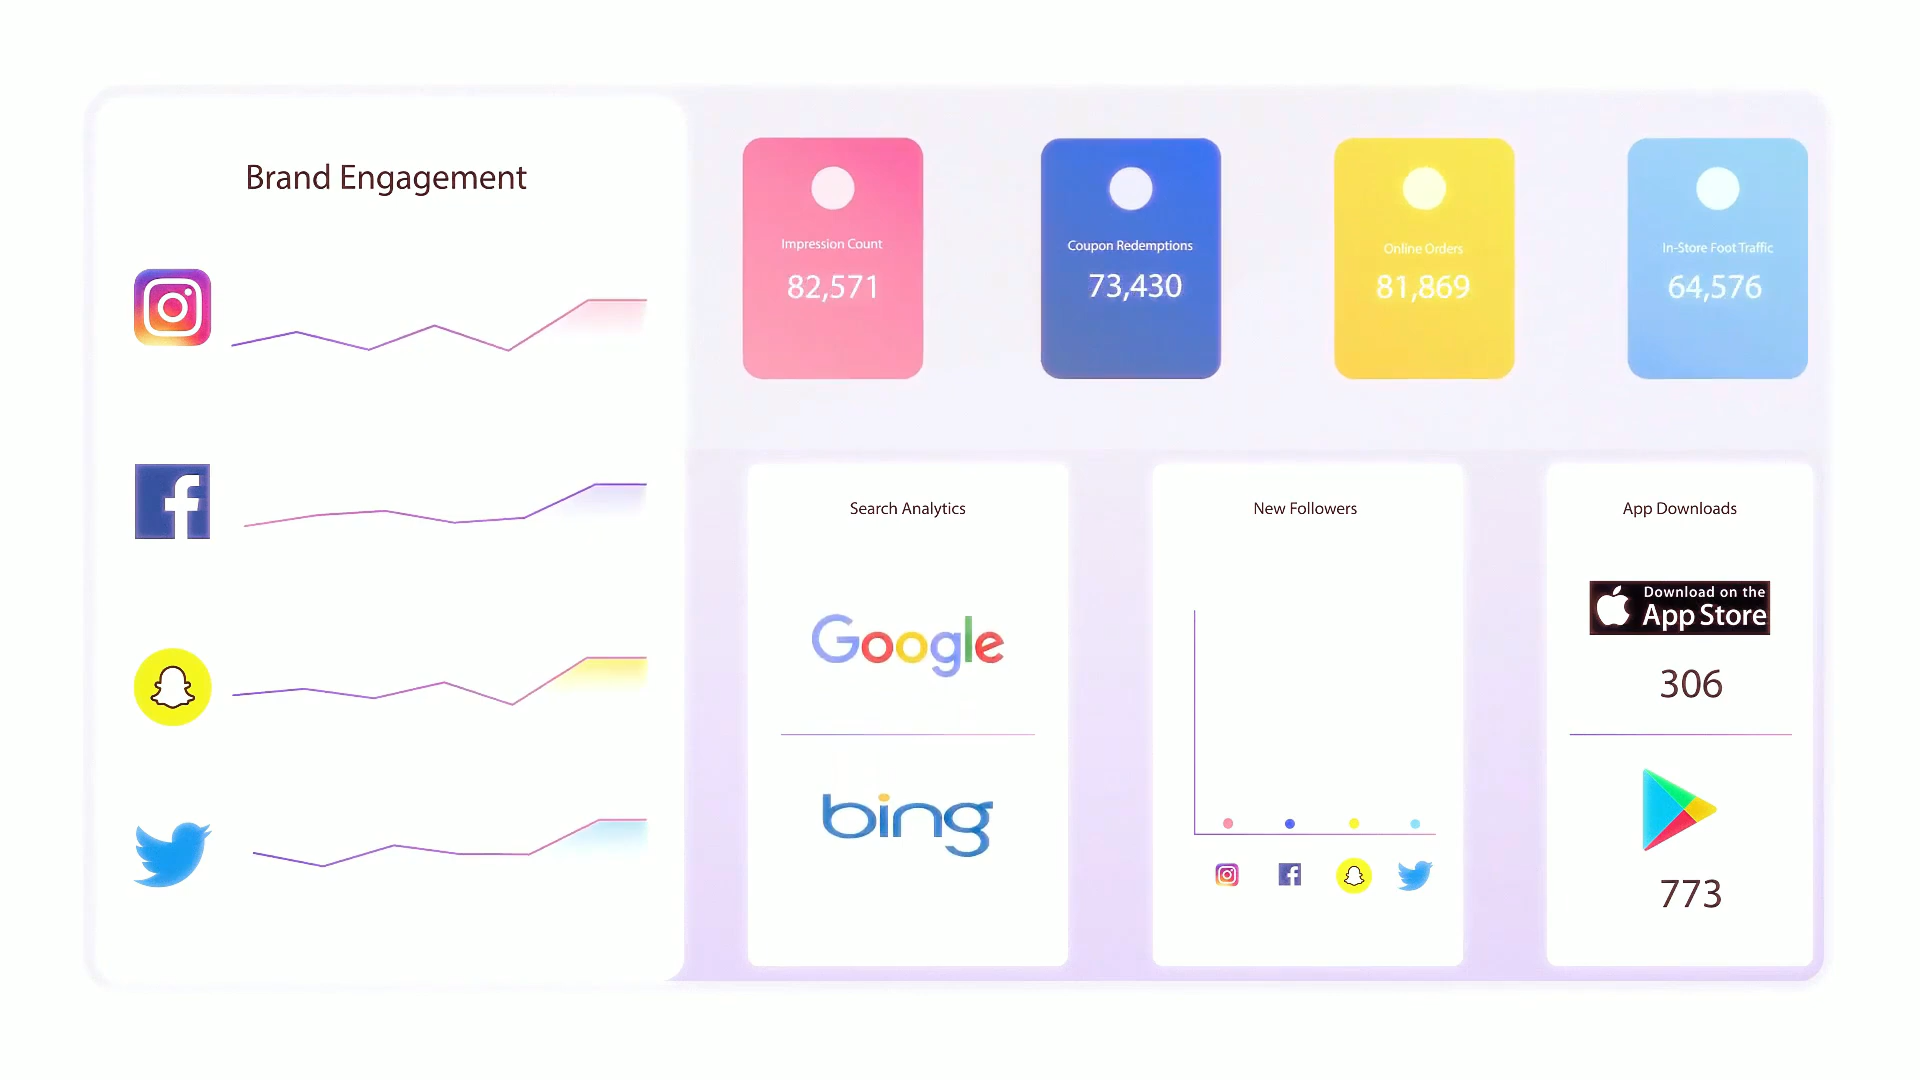 Brand Engagement
Impression Count
82,571
Coupon Redemptions
73,430
Online Orders
81,869
In-Store Foot Traffic
64,576
Search Analytics
Google
bing
New Followers
App Downloads
Download on the
App Store
306
773